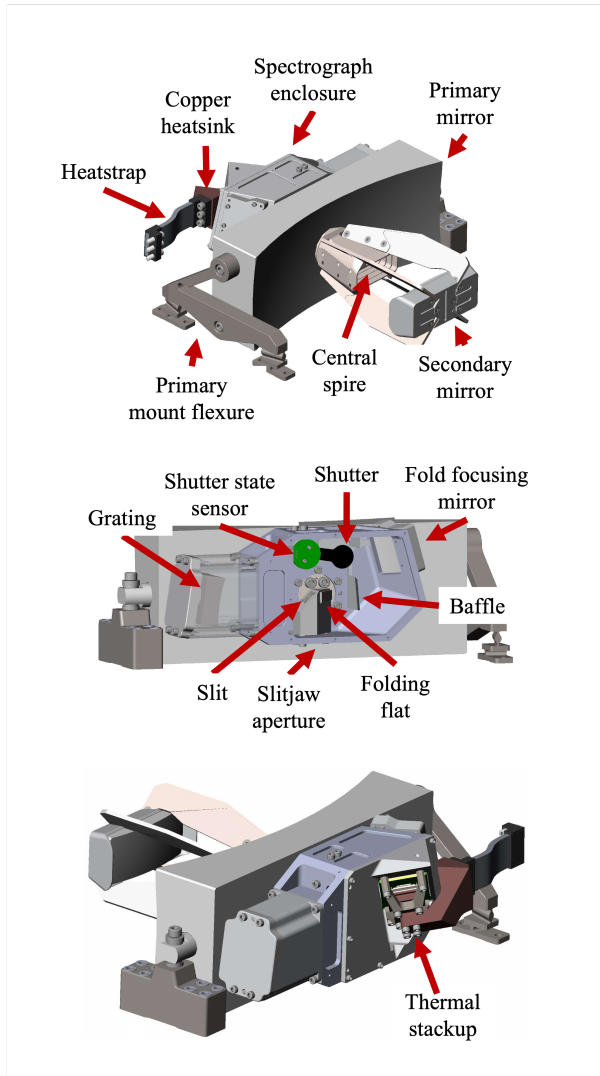 Spectrograph
enclosure
Copper
heatsink
Primary
mirror
Heatstrap
Central
spire
Secondary
mirror
Primary
mount flexure
Shutter state
sensor
Shutter
Fold focusing
mirror
Grating
Baffle
Slit
Slitjaw
aperture
Folding
flat
Thermal
stackup